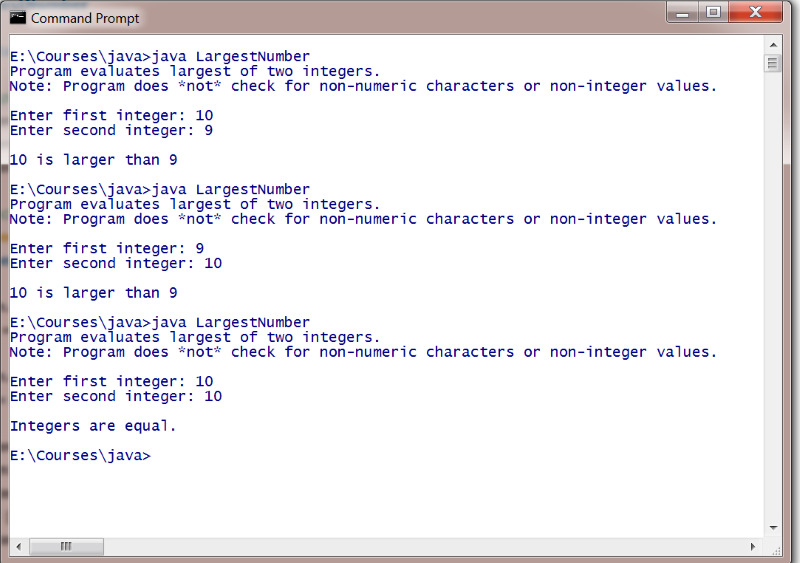 Command Prompt
E:\Courses\java>java LargestNumber
Program evaluates largest of two integers.
Note: Program does *not* check for non-numeric characters or non-integer values.
Enter first integer: 10
Enter second integer: 9
10 is larger than 9
E:\Courses\java>java LargestNumber
Program evaluates largest of two integers.
Note: Program does *not* check for non-numeric characters or non-integer values.
Enter first integer: 9
Enter second integer: 10
10 is larger than 9
E:\Courses\java>java LargestNumber
Program evaluates largest of two integers.
Note: Program does *not* check for non-numeric characters or non-integer values.
Enter first integer: 10
Enter second integer: 10
Integers are equal.
E:\Courses\java>